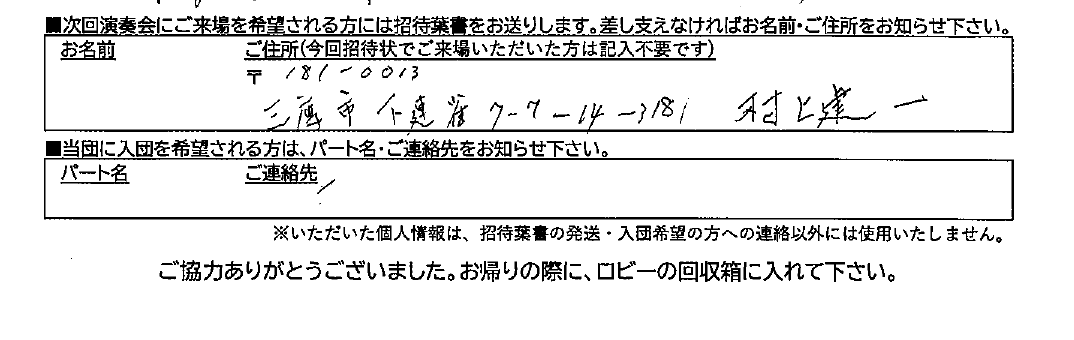 ■次回演奏会にご来場を希望される方には招待葉書をお送りします。差し支えなければお名前・ご住所をお知らせ下さい。
お名前 ご住所(今回招待状でご来場いただいた方は記入不要です)
〒 181-0013
三鷹市下連雀 7-7-14-3181 村上 一
■当団に入団を希望される方は、パート名・ご連絡先をお知らせ下さい。
パート名 ご連絡先
※いただいた個人情報は、招待葉書の発送・入団希望の方への連絡以外には使用いたしません。
ご協力ありがとうございました。お帰りの際に、ロビーの回収箱に入れて下さい。